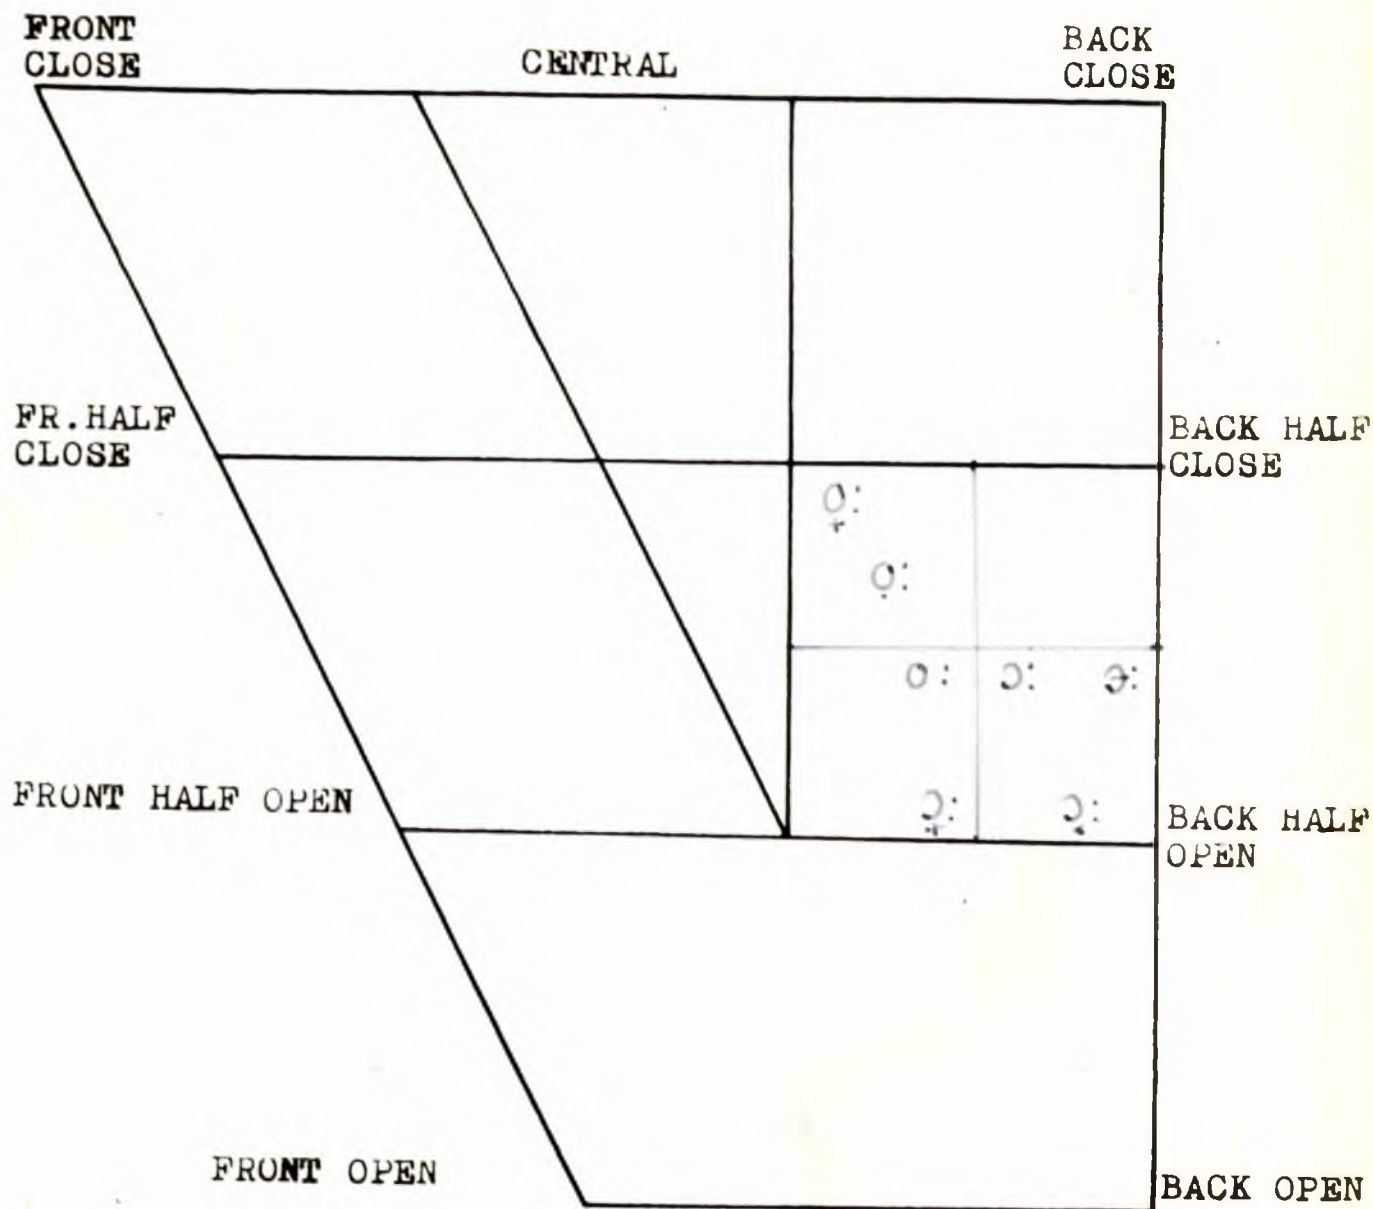 FRONT
CLOSE
CENTRAL
BACK
CLOSE
FR.HALF
CLOSE
BACK HALF
CLOSE
o̟:
ọ:
o:
ɔ:
ɔ̟:
ɔ̣:
FRONT HALF OPEN
BACK HALF
OPEN
FRONT OPEN
BACK OPEN